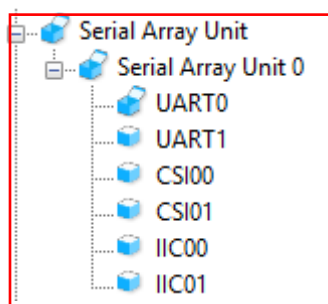 Serial Array Unit
Serial Array Unit 0
UART0
UART1
CSI00
CSI01
IIC00
IIC01